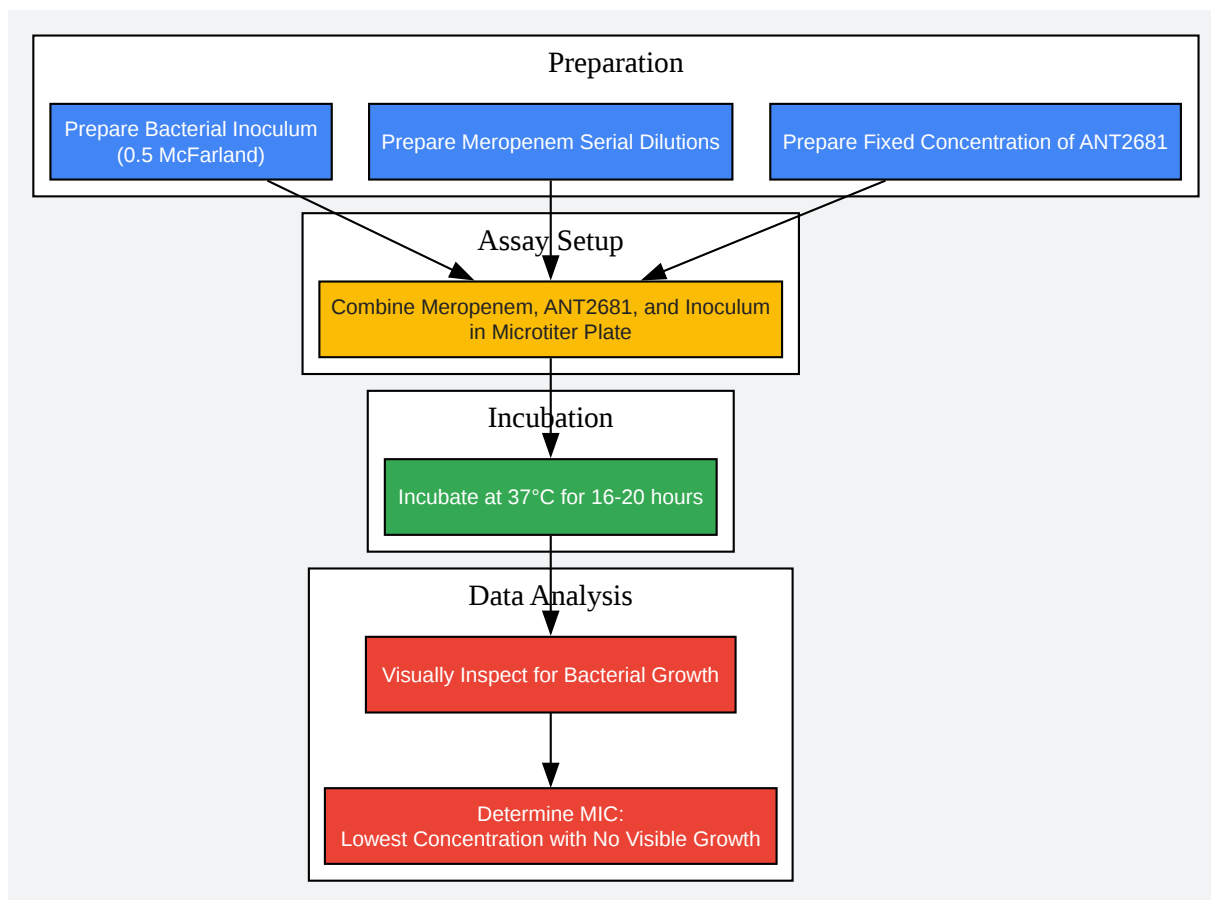 Preparation
Prepare Bacterial Inoculum
(0.5 McFarland)
Prepare Meropenem Serial Dilutions
Prepare Fixed Concentration of ANT2681
Assay Setup
Combine Meropenem, ANT2681, and Inoculum
in Microtiter Plate
Incubation
Incubate at 37°C for 16-20 hours
Data Analysis
Visually Inspect for Bacterial Growth
Determine MIC:
Lowest Concentration with No Visible Growth